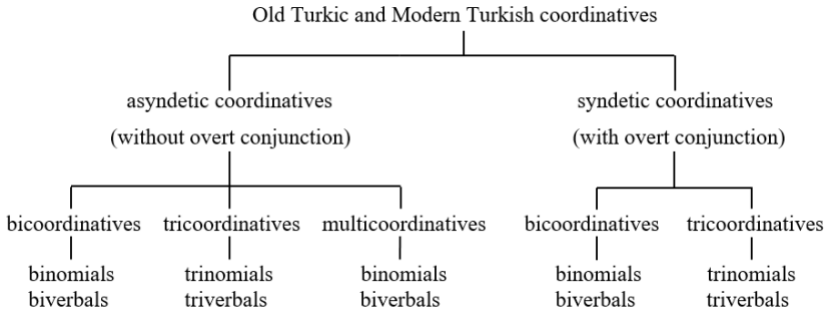 Old Turkic and Modern Turkish coordinatives
asyndetic coordinatives syndetic coordinatives
(without overt conjunction) (with overt conjunction)
bicoordinatives tricoordinatives multicoordinatives bicoordinatives tricoordinatives
binomials trinomials binomials binomials trinomials
biverbals triverbals biverbals biverbals triverbals